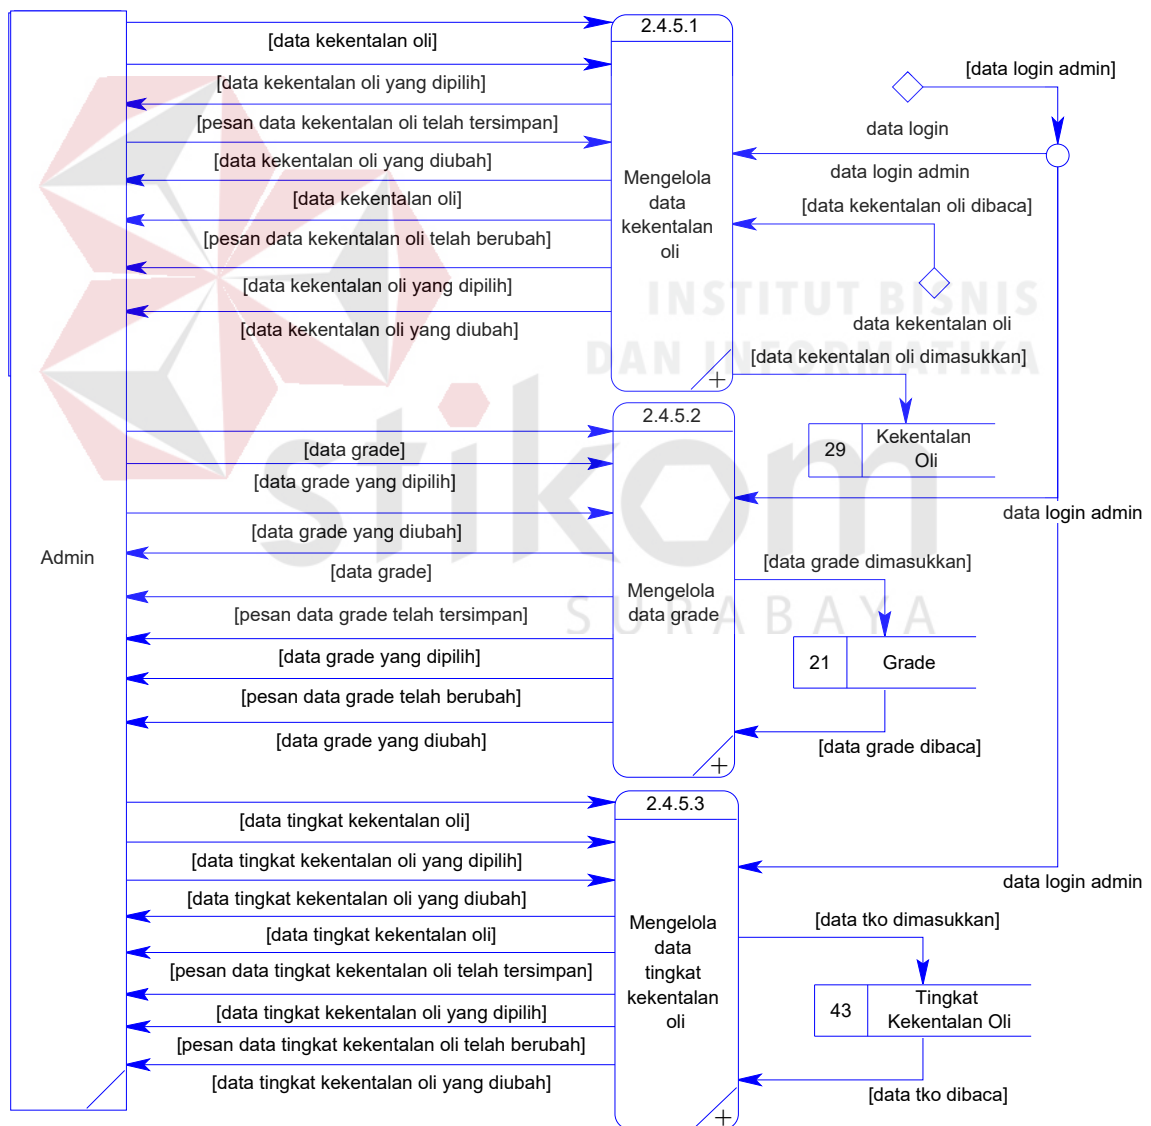 2.4.5.1
[data kekentalan oli]
[data login admin]
[data kekentalan oli yang dipilih]
[pesan data kekentalan oli telah tersimpan]
data login
[data kekentalan oli yang diubah]
data login admin
Mengelola
data
kekentalan
oli
[data kekentalan oli]
[data kekentalan oli dibaca]
[pesan data kekentalan oli telah berubah]
[data kekentalan oli yang dipilih]
INSTITUT BISNIS
[data kekentalan oli yang diubah]
data kekentalan oli
DAN INFORMATIKA
[data kekentalan oli dimasukkan]
2.4.5.2
stikom
29
Kekentalan
Oli
[data grade]
[data grade yang dipilih]
data login admin
[data grade yang diubah]
Admin
[data grade]
[data grade dimasukkan]
Mengelola
data grade
SURABAYA
[pesan data grade telah tersimpan]
[data grade yang dipilih]
21
Grade
[pesan data grade telah berubah]
[data grade yang diubah]
[data grade dibaca]
2.4.5.3
[data tingkat kekentalan oli]
[data tingkat kekentalan oli yang dipilih]
data login admin
[data tingkat kekentalan oli yang diubah]
[data tko dimasukkan]
Mengelola
data
tingkat
kekentalan
oli
[data tingkat kekentalan oli]
[pesan data tingkat kekentalan oli telah tersimpan]
43
Tingkat
Kekentalan Oli
[data tingkat kekentalan oli yang dipilih]
[pesan data tingkat kekentalan oli telah berubah]
[data tingkat kekentalan oli yang diubah]
[data tko dibaca]